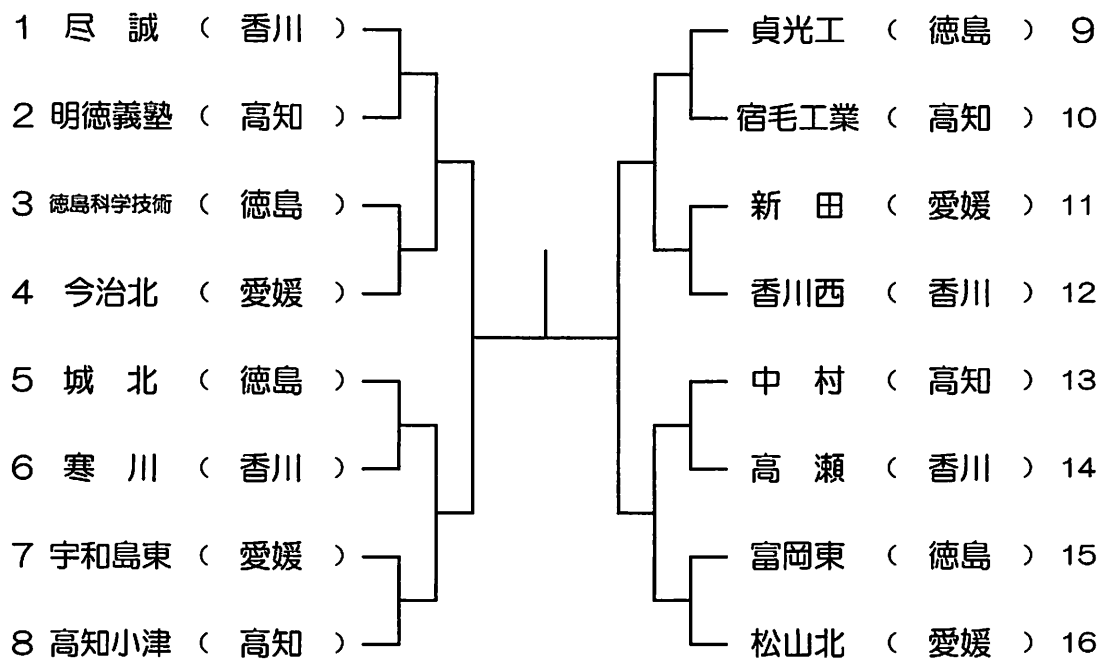 1 尽 誠 ( 香川 )
2 明徳義塾 ( 高知 )
3 徳島科学技術 ( 徳島 )
4 今治北 ( 愛媛 )
5 城 北 ( 徳島 )
6 寒 川 ( 香川 )
7 宇和島東 ( 愛媛 )
8 高知小津 ( 高知 )
貞光工 ( 徳島 ) 9
宿毛工業 ( 高知 ) 10
新 田 ( 愛媛 ) 11
香川西 ( 香川 ) 12
中 村 ( 高知 ) 13
高 瀬 ( 香川 ) 14
富岡東 ( 徳島 ) 15
松山北 ( 愛媛 ) 16